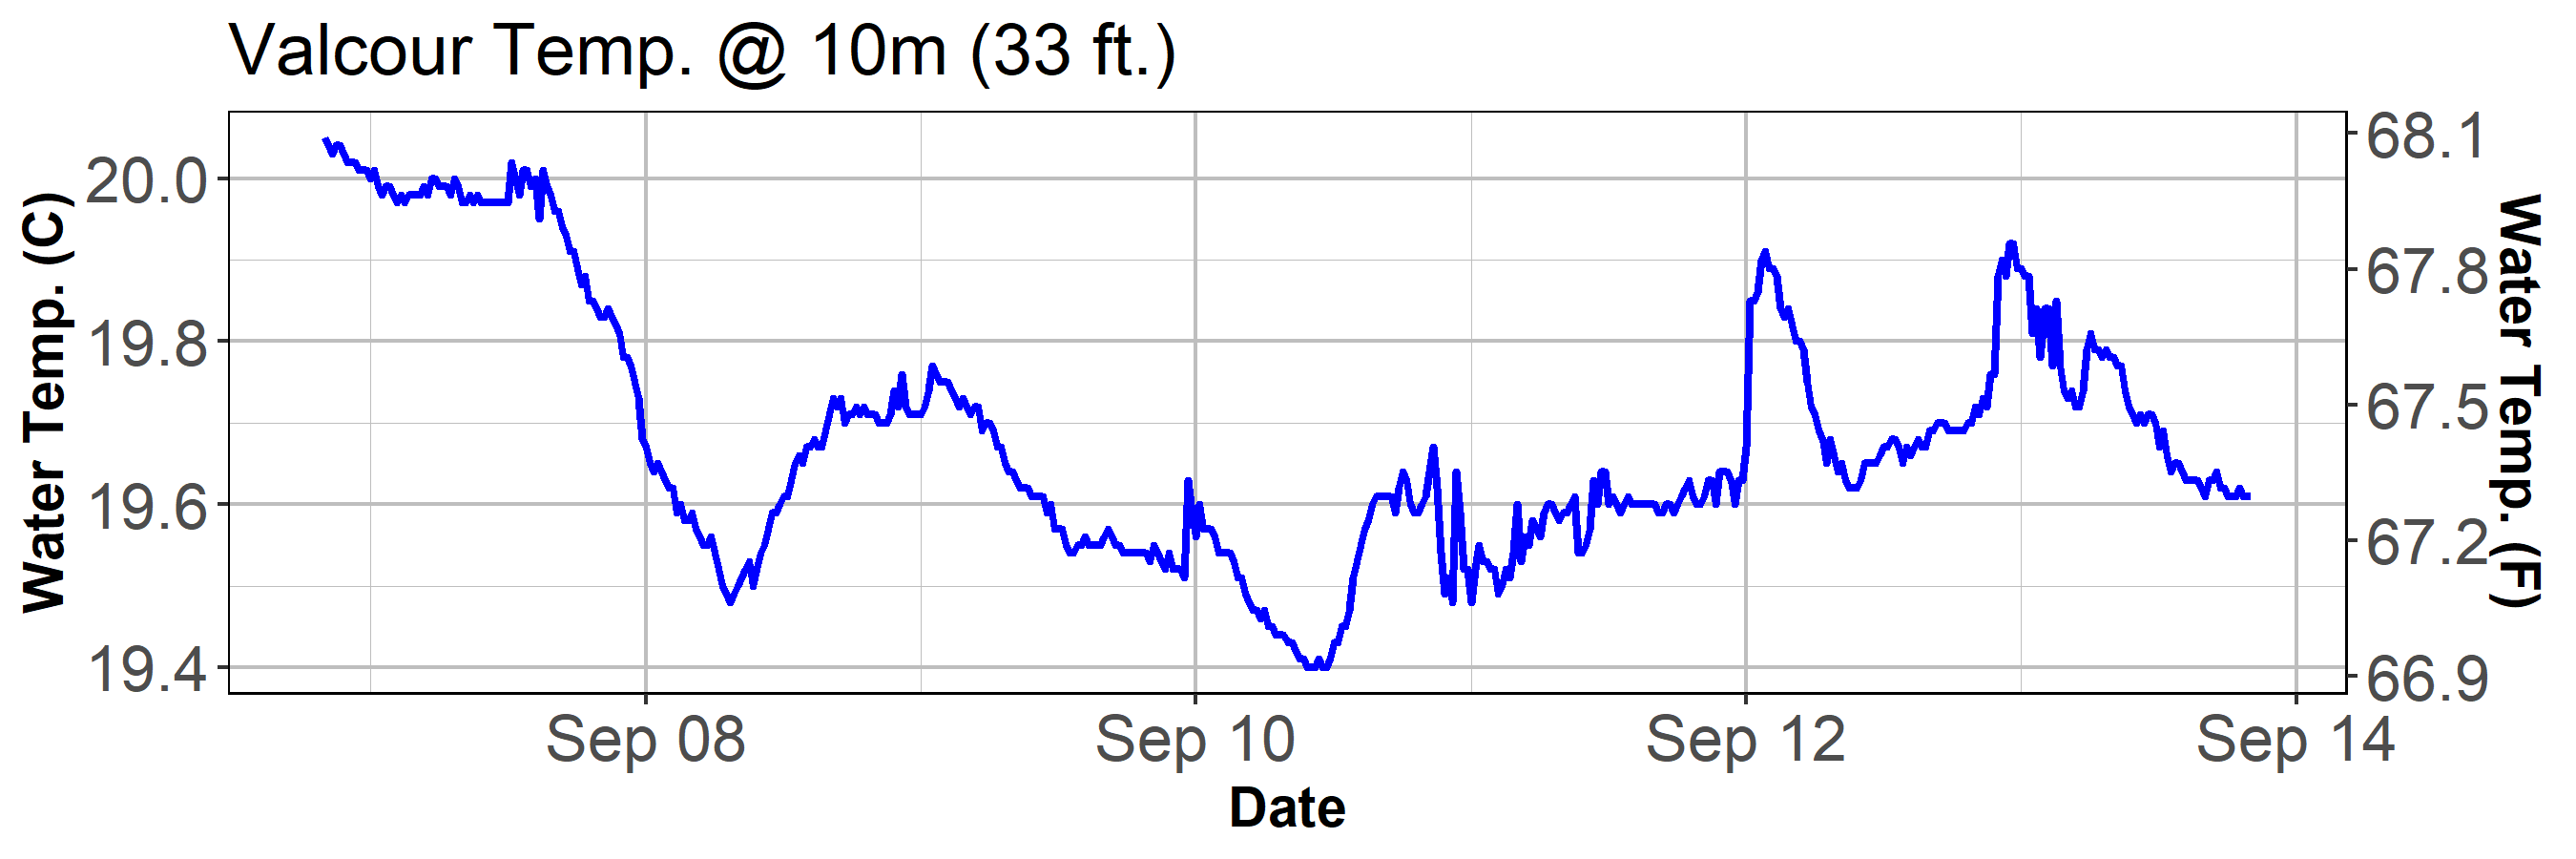 Valcour Temp. @ 10m (33 ft.)
Water Temp. (C)
20.0
19.8
19.6
19.4
68.1
67.8
67.5
67.2
66.9
Water Temp. (F)
Sep 08
Sep 10
Sep 12
Sep 14
Date